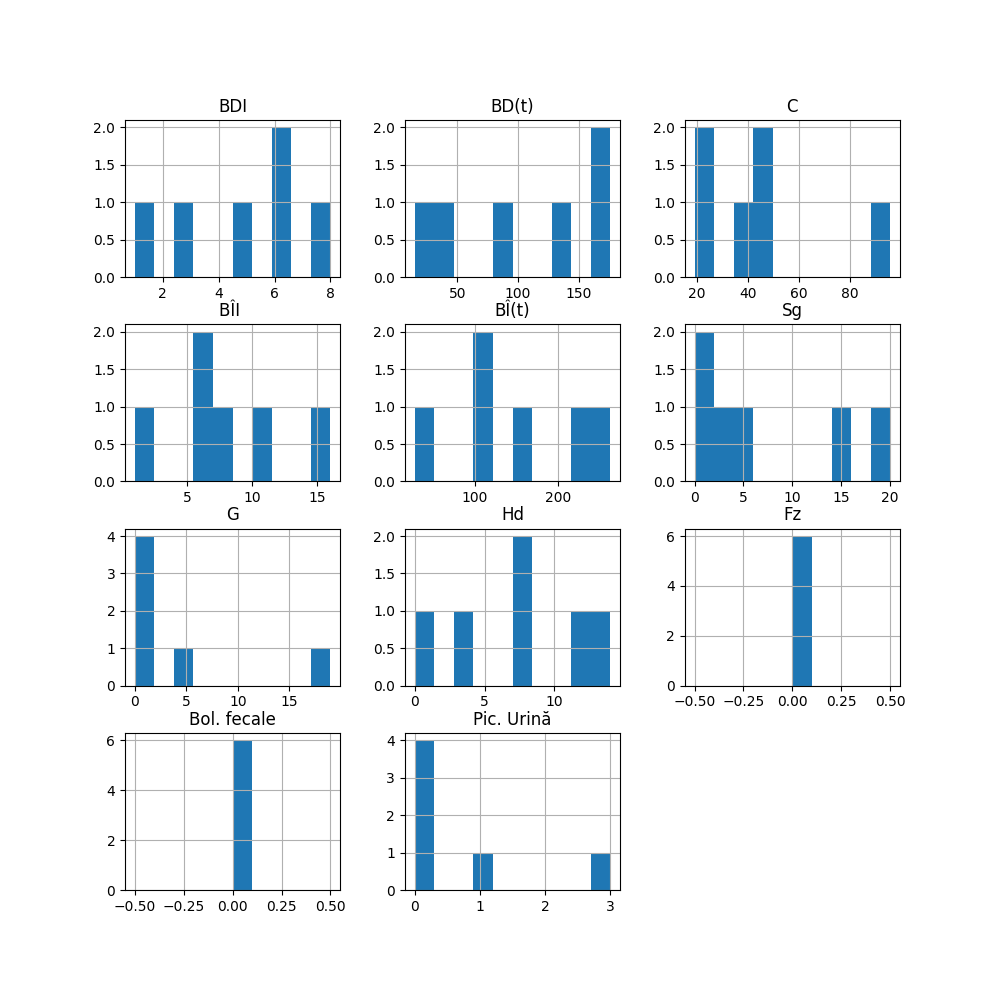 BDI BD(t) C
2.0 2.0 2.0
1.5 1.5 1.5
1.0 1.0 1.0
0.5 0.5 0.5
0.0 0.0 0.0
2 4 6 8 50 100 150 20 40 60 80
BÎI BÎ(t) Sg
2.0 2.0 2.0
1.5 1.5 1.5
1.0 1.0 1.0
0.5 0.5 0.5
0.0 0.0 0.0
5 10 15 100 200 0 5 10 15 20
G Hd Fz
4 2.0 6
3 1.5 4
2 1.0
1 0.5 2
0 0.0 0
0 5 10 15 0 5 10 −0.50 −0.25 0.00 0.25 0.50
Bol. fecale Pic. Urină
6 4
4 3
2
2 1
0 0
−0.50 −0.25 0.00 0.25 0.50 0 1 2 3